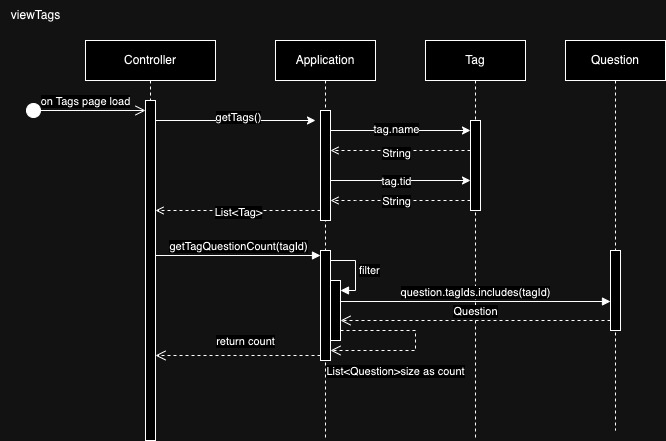 viewTags
Controller
Application
Tag
Question
on Tags page load
getTags()
tag.name
String
tag.tid
String
List<Tag>
getTagQuestionCount(tagId)
filter
question.tagIds.includes(tagId)
Question
return count
List<Question>size as count